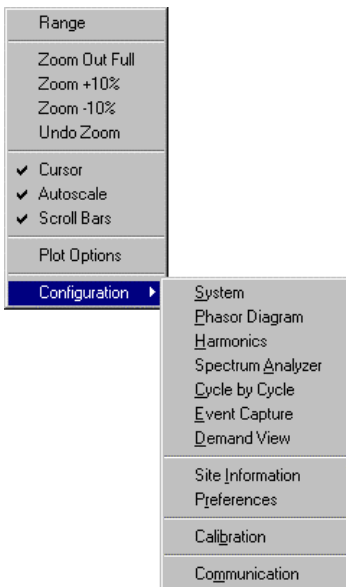 Range
Zoom Out Full
Zoom +10%
Zoom -10%
Undo Zoom
Cursor
Autoscale
Scroll Bars
Plot Options
Configuration
System
Phasor Diagram
Harmonics
Spectrum Analyzer
Cycle by Cycle
Event Capture
Demand View
Site Information
Preferences
Calibration
Communication